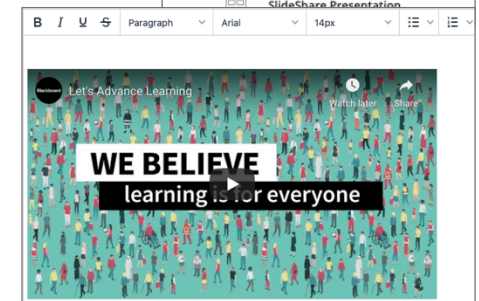 SlideShare Presentation
B I U S Paragraph Arial 14px
Blackboard Let's Advance Learning
Watch later Share
WE BELIEVE
learning is for everyone